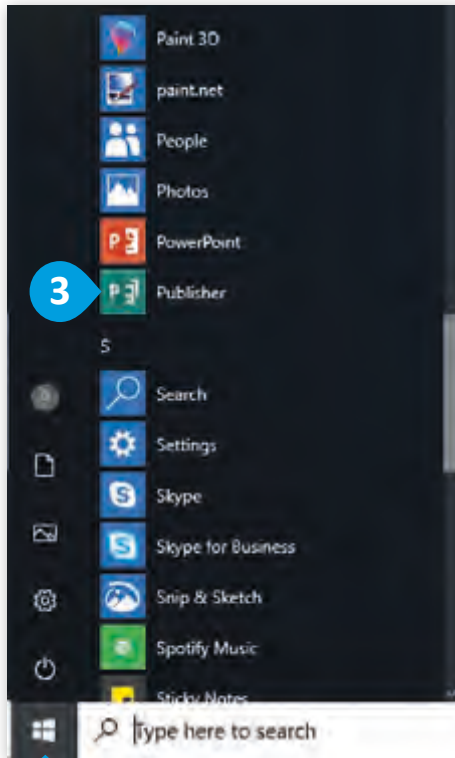 Paint 3D
paint.net
People
Photos
PowerPoint
3
Publisher
S
Search
Settings
Skype
Skype for Business
Snip & Sketch
Spotify Music
Sticky Notes
Type here to search